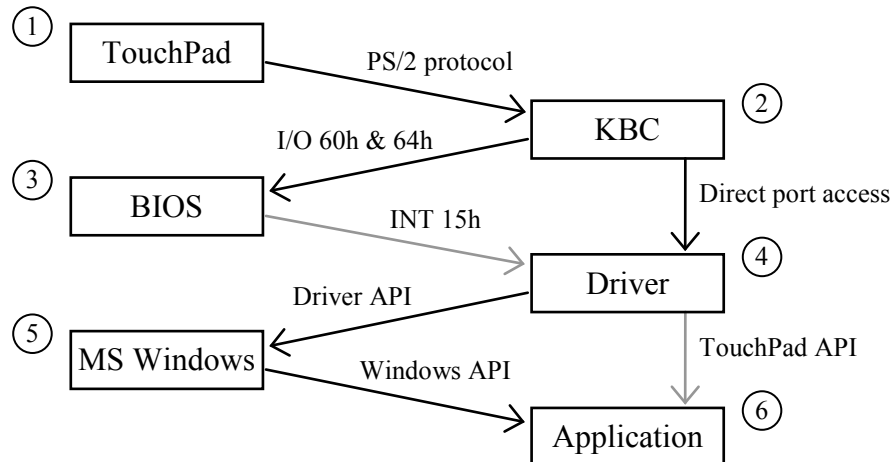 1
TouchPad
PS/2 protocol
2
KBC
I/O 60h & 64h
3
BIOS
Direct port access
INT 15h
4
Driver
Driver API
5
MS Windows
TouchPad API
Windows API
6
Application